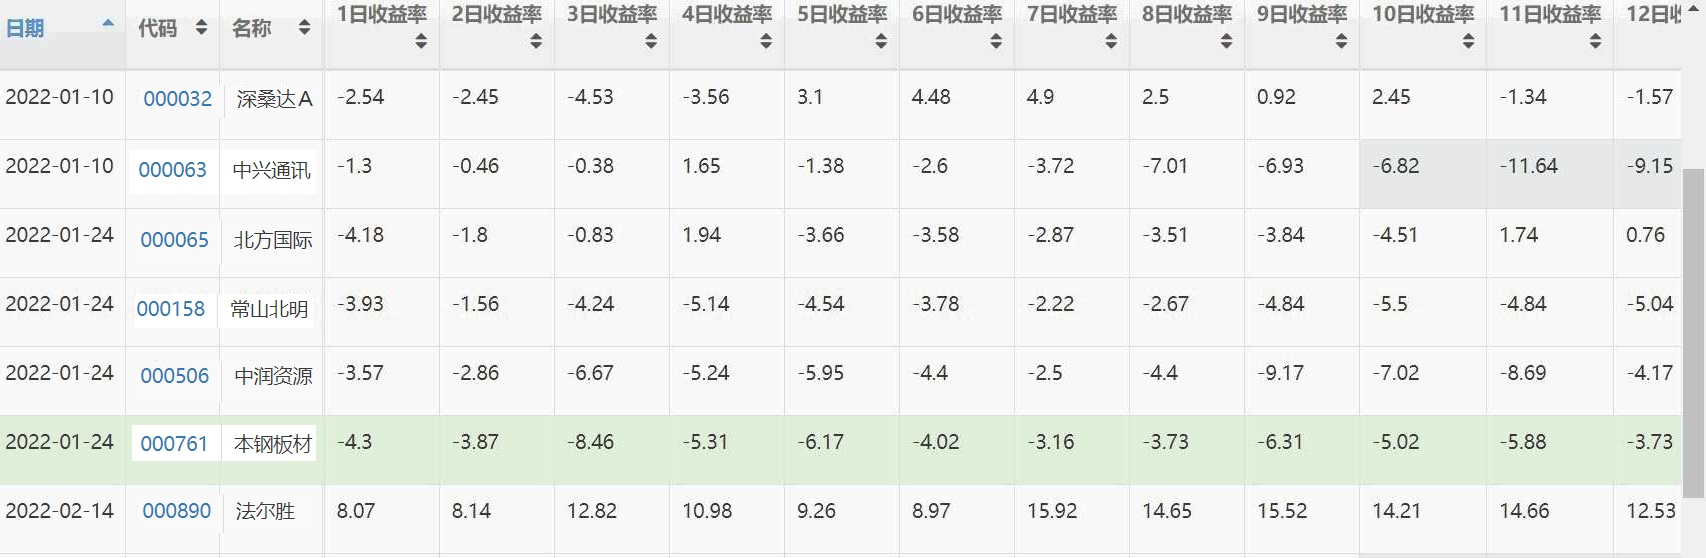 日期 代码 名称 1日收益率 2日收益率 3日收益率 4日收益率 5日收益率 6日收益率 7日收益率 8日收益率 9日收益率 10日收益率 11日收益率 12日
2022-01-10 000032 深桑达A -2.54 -2.45 -4.53 -3.56 3.1 4.48 4.9 2.5 0.92 2.45 -1.34 -1.57
2022-01-10 000063 中兴通讯 -1.3 -0.46 -0.38 1.65 -1.38 -2.6 -3.72 -7.01 -6.93 -6.82 -11.64 -9.15
2022-01-24 000065 北方国际 -4.18 -1.8 -0.83 1.94 -3.66 -3.58 -2.87 -3.51 -3.84 -4.51 1.74 0.76
2022-01-24 000158 常山北明 -3.93 -1.56 -4.24 -5.14 -4.54 -3.78 -2.22 -2.67 -4.84 -5.5 -4.84 -5.04
2022-01-24 000506 中润资源 -3.57 -2.86 -6.67 -5.24 -5.95 -4.4 -2.5 -4.4 -9.17 -7.02 -8.69 -4.17
2022-01-24 000761 本钢板材 -4.3 -3.87 -8.46 -5.31 -6.17 -4.02 -3.16 -3.73 -6.31 -5.02 -5.88 -3.73
2022-02-14 000890 法尔胜 8.07 8.14 12.82 10.98 9.26 8.97 15.92 14.65 15.52 14.21 14.66 12.53